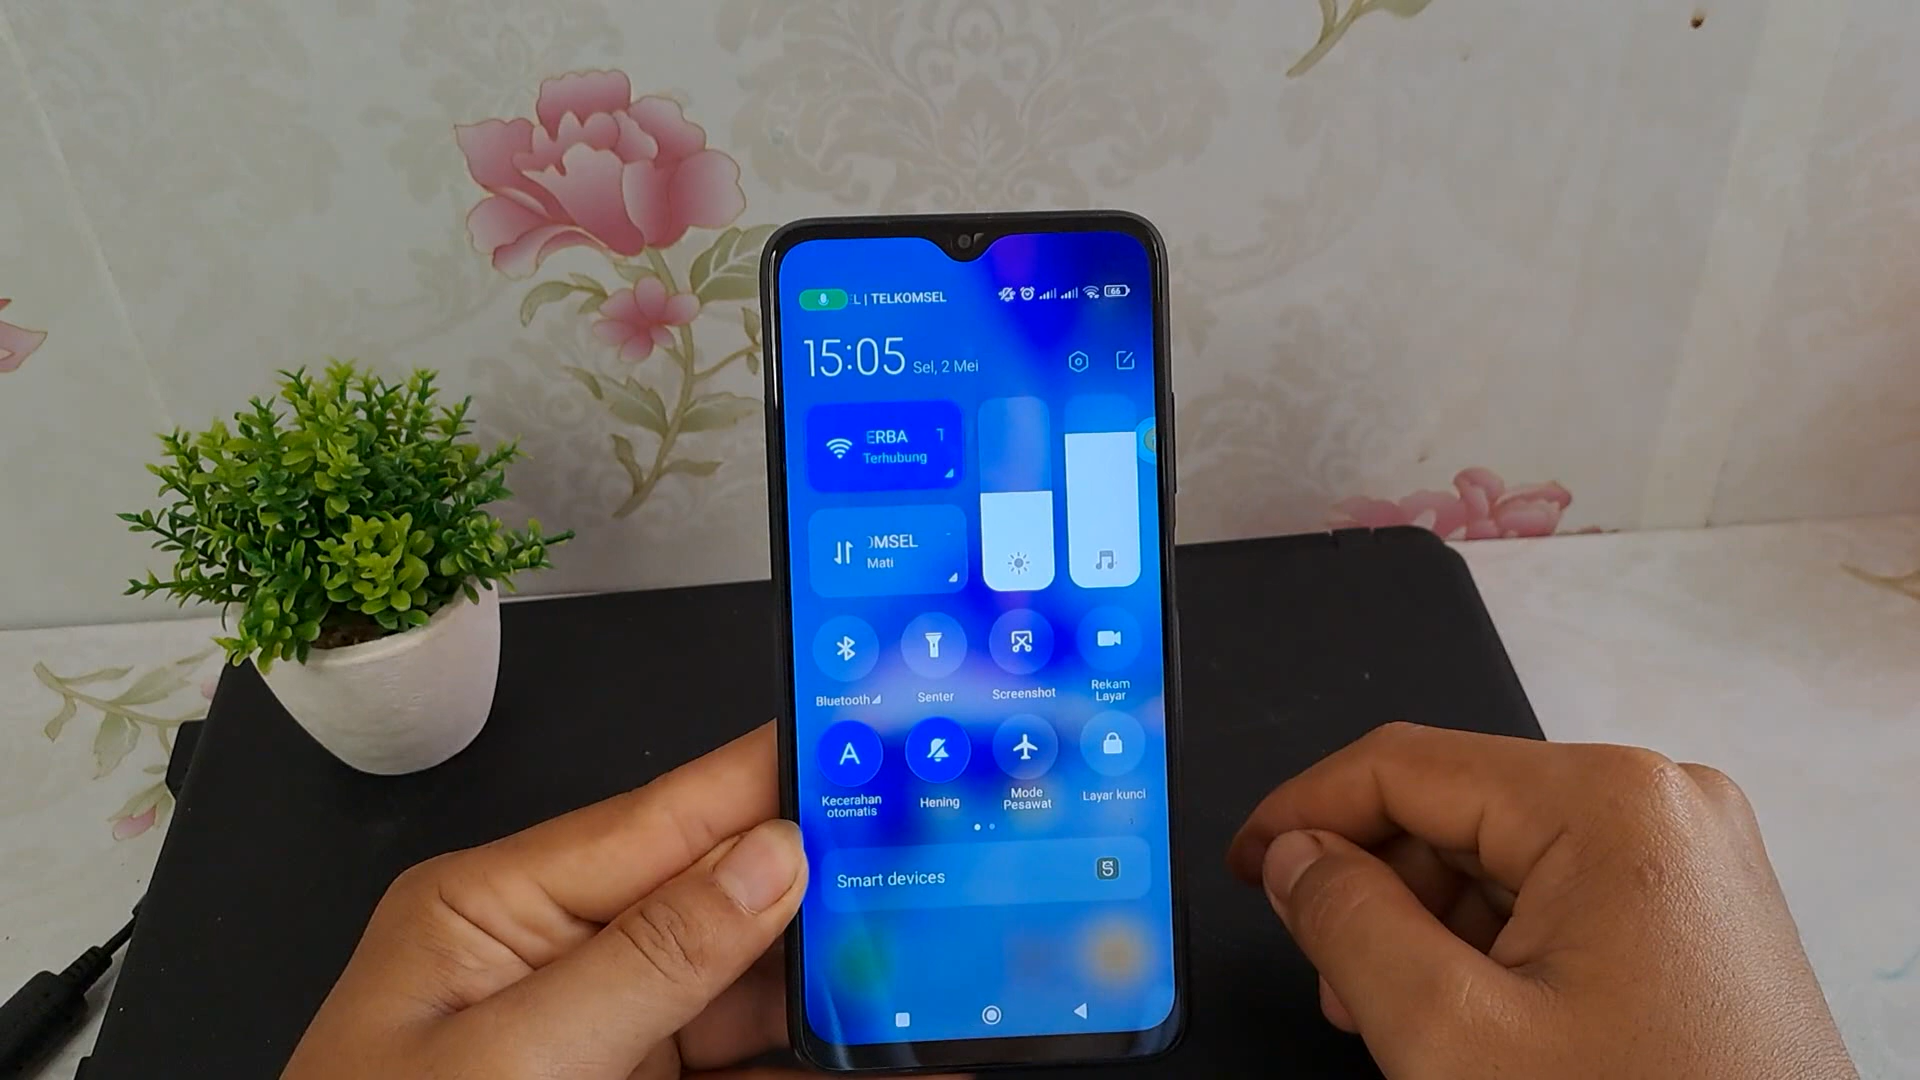 L | TELKOMSEL
66
15:05 Sel, 2 Mei
ERBA T
Terhubung
MSEL
Mati
Bluetooth
Senter
Screenshot
Rekam
Layar
A
Kecerahan
otomatis
Hening
Mode
Pesawat
Layar kunci
Smart devices